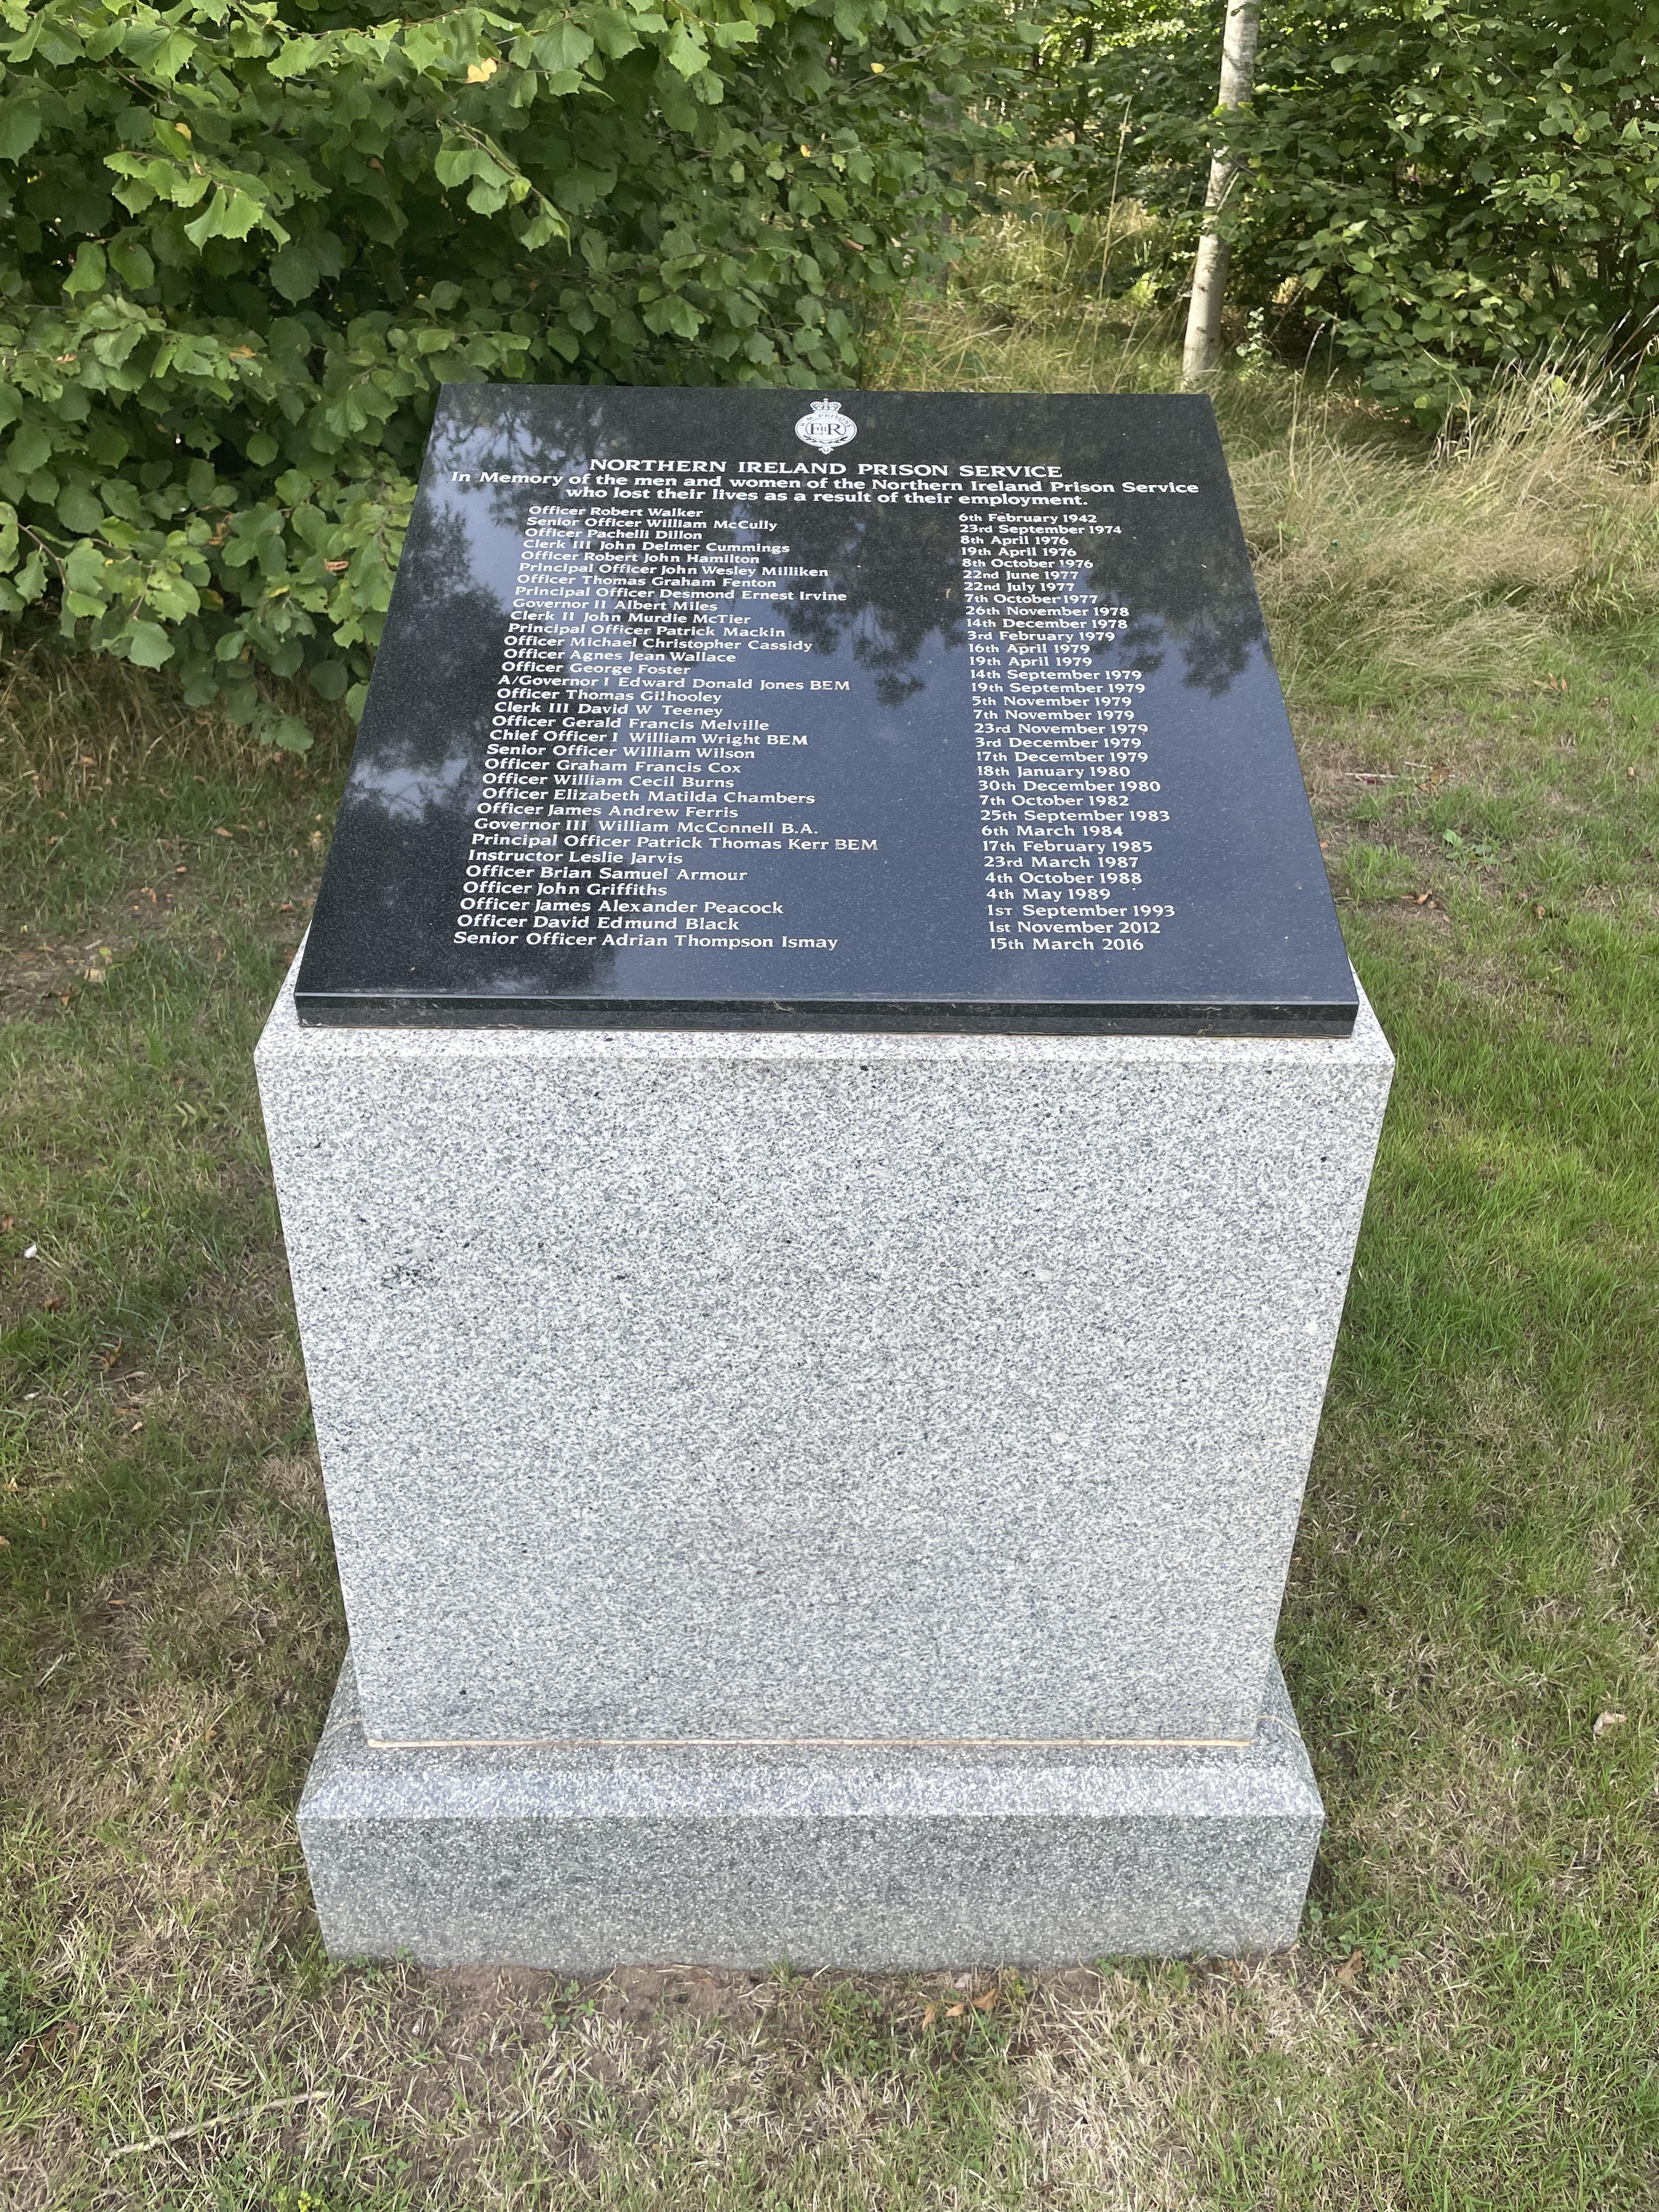 H.M. PRISONS
EIIR
NORTHERN IRELAND PRISON SERVICE
In Memory of the men and women of the Northern Ireland Prison Service
who lost their lives as a result of their employment.
Officer Robert Walker 6th February 1942
Senior Officer William McCully 23rd September 1974
Officer Pachelli Dillon 8th April 1976
Clerk III John Delmer Cummings 19th April 1976
Officer Robert John Hamilton 8th October 1976
Principal Officer John Wesley Milliken 22nd June 1977
Officer Thomas Graham Fenton 22nd July 1977
Principal Officer Desmond Ernest Irvine 7th October 1977
Governor II Albert Miles 26th November 1978
Clerk II John Murdie McTier 14th December 1978
Principal Officer Patrick Mackin 3rd February 1979
Officer Michael Christopher Cassidy 16th April 1979
Officer Agnes Jean Wallace 19th April 1979
Officer George Foster 14th September 1979
A/Governor I Edward Donald Jones BEM 19th September 1979
Officer Thomas Gilhooley 5th November 1979
Clerk III David W Teeney 7th November 1979
Officer Gerald Francis Melville 23rd November 1979
Chief Officer I William Wright BEM 3rd December 1979
Senior Officer William Wilson 17th December 1979
Officer Graham Francis Cox 18th January 1980
Officer William Cecil Burns 30th December 1980
Officer Elizabeth Matilda Chambers 7th October 1982
Officer James Andrew Ferris 25th September 1983
Governor III William McConnell B.A. 6th March 1984
Principal Officer Patrick Thomas Kerr BEM 17th February 1985
Instructor Leslie Jarvis 23rd March 1987
Officer Brian Samuel Armour 4th October 1988
Officer John Griffiths 4th May 1989
Officer James Alexander Peacock 1ST September 1993
Officer David Edmund Black 1st November 2012
Senior Officer Adrian Thompson Ismay 15th March 2016